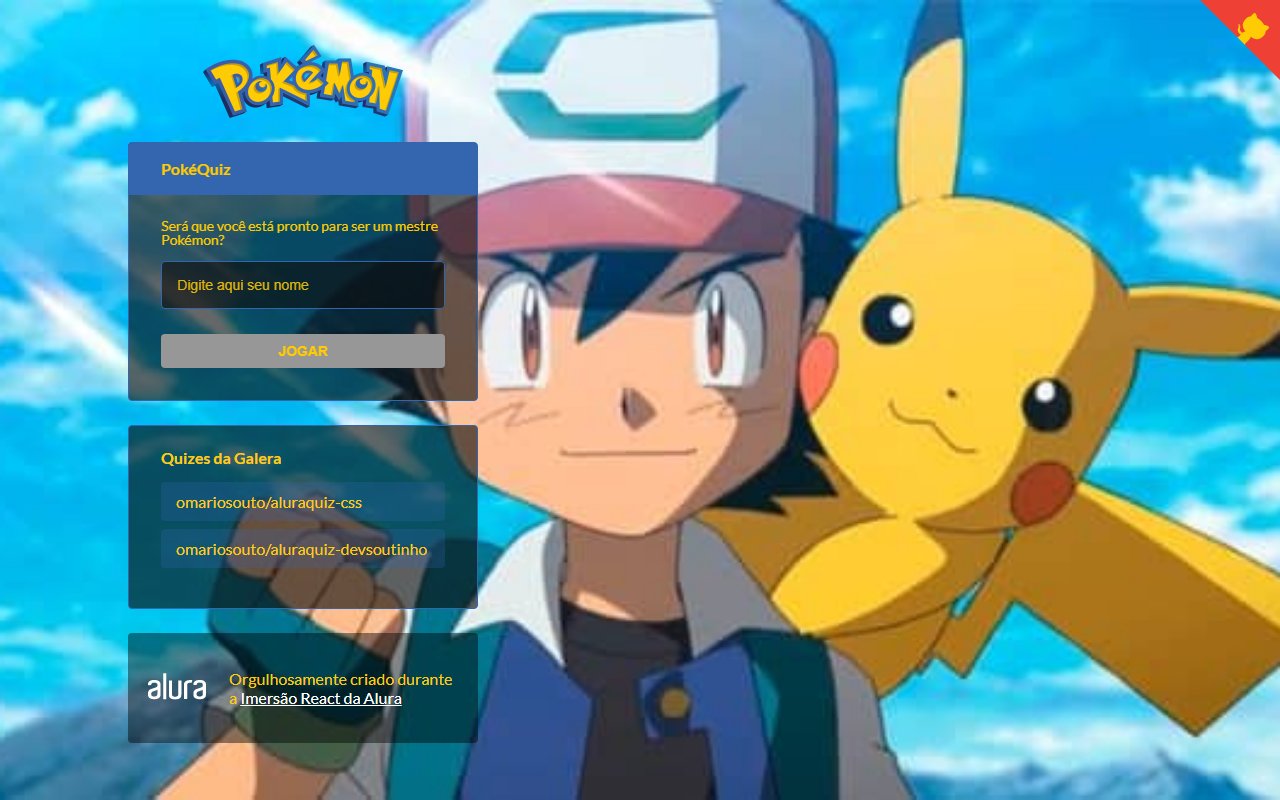 POKÉMON
PokéQuiz
Será que você está pronto para ser um mestre
Pokémon?
Digite aqui seu nome
JOGAR
Quizes da Galera
omariosouto/aluraquiz-css
omariosouto/aluraquiz-devsoutinho
alura
Orgulhosamente criado durante
a Imersão React da Alura